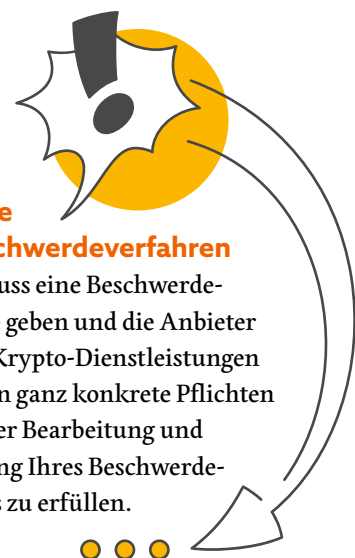 e
chwerdeverfahren
uss eine Beschwerde-
e geben und die Anbieter
Krypto-Dienstleistungen
n ganz konkrete Pflichten
er Bearbeitung und
ng Ihres Beschwerde-
s zu erfüllen.